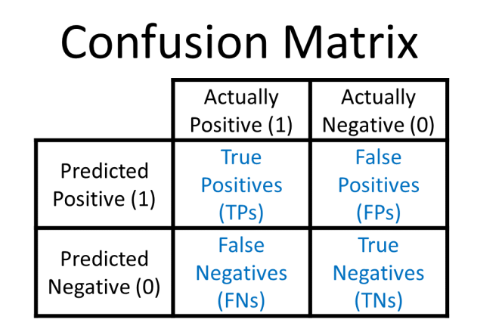 Confusion Matrix
Actually
Positive (1)
Actually
Negative (0)
Predicted
Positive (1)
True
Positives
(TPs)
False
Positives
(FPs)
Predicted
Negative (0)
False
Negatives
(FNs)
True
Negatives
(TNs)